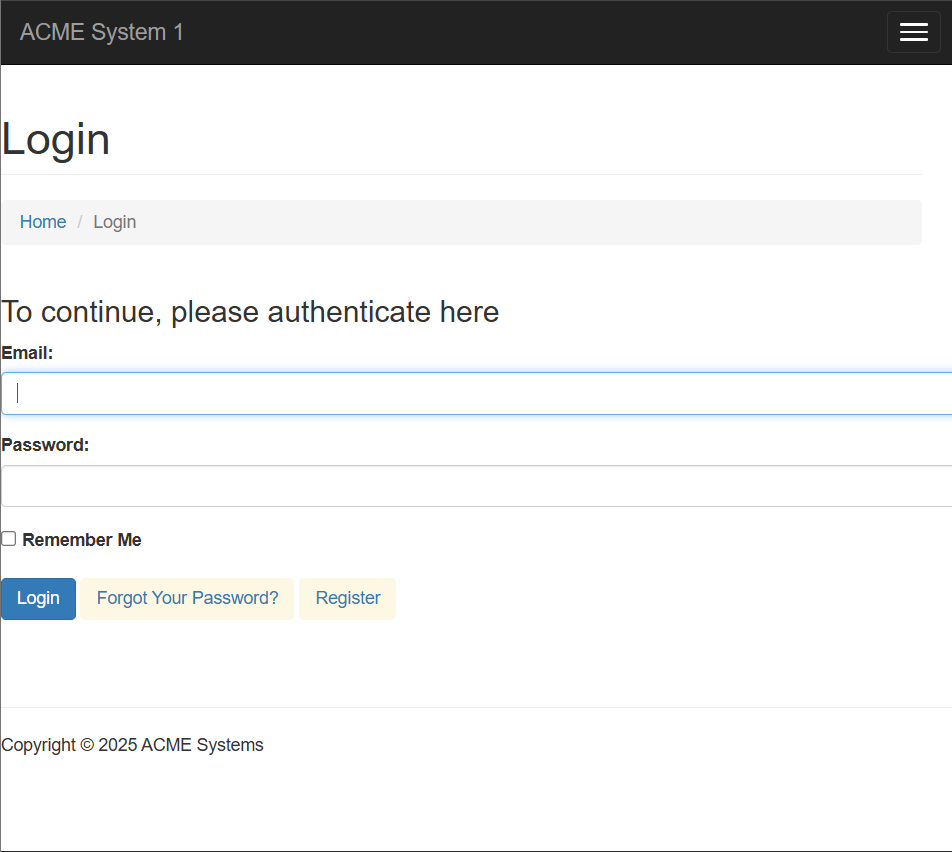 ACME System 1
Login
Home / Login
To continue, please authenticate here
Email:
Password:
Remember Me
Login Forgot Your Password? Register
Copyright © 2025 ACME Systems